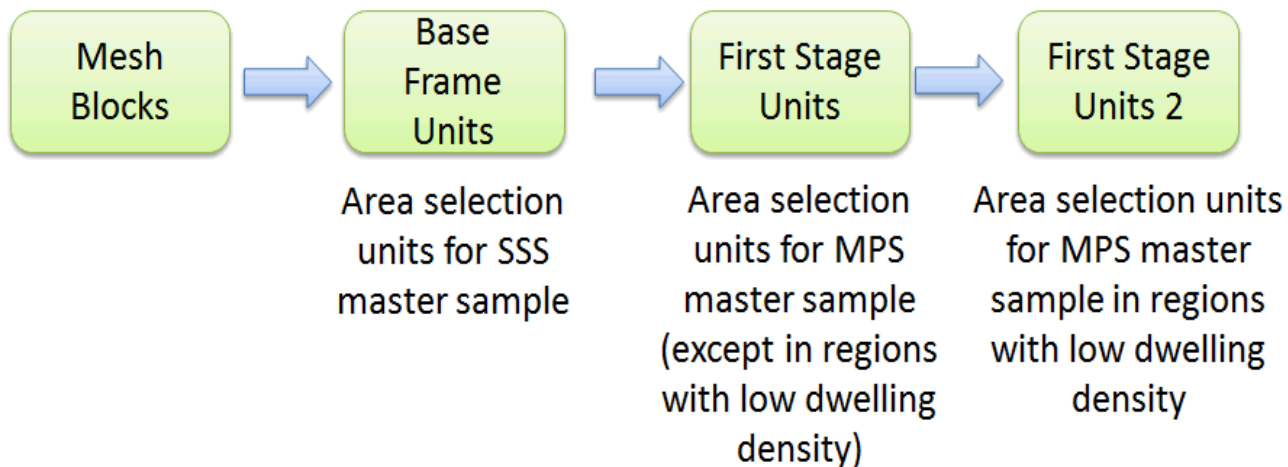 Mesh
Blocks
Base
Frame
Units
First Stage
Units
First Stage
Units 2
Area selection
units for SSS
master sample
Area selection
units for MPS
master sample
(except in regions
with low dwelling
density)
Area selection units
for MPS master
sample in regions
with low dwelling
density